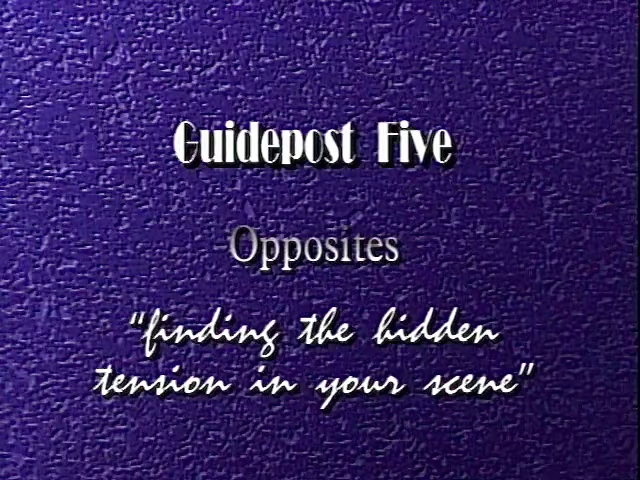 Guidepost Five
Opposites
“finding the hidden
tension in your scene”